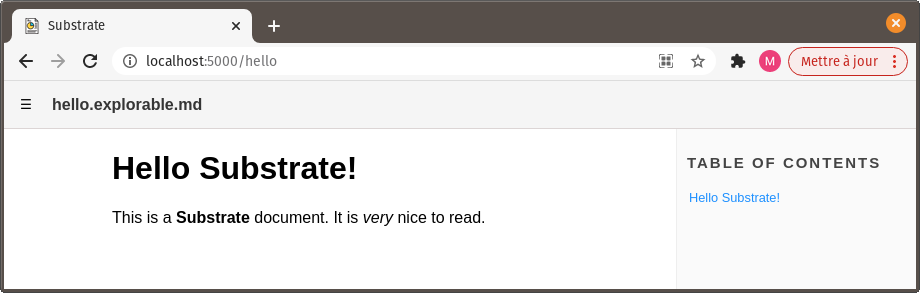 Substrate
localhost:5000/hello
M
Mettre à jour
hello.explorable.md
Hello Substrate!
This is a Substrate document. It is very nice to read.
TABLE OF CONTENTS
Hello Substrate!